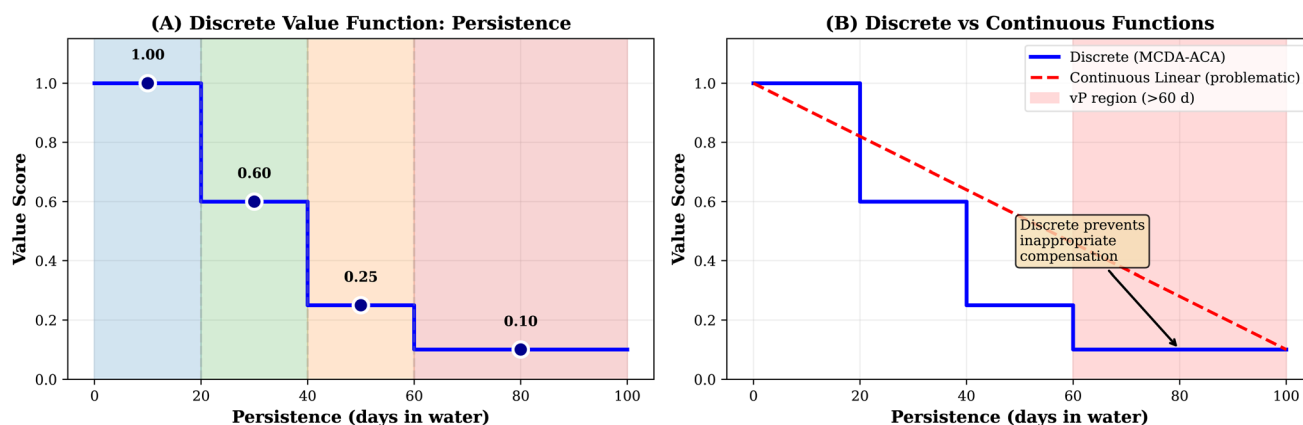 (A) Discrete Value Function: Persistence
1.00
0.60
0.25
0.10
1.0
0.8
0.6
0.4
0.2
0.0
Value Score
0 20 40 60 80 100
Persistence (days in water)
(B) Discrete vs Continuous Functions
Discrete (MCDA-ACA)
Continuous Linear (problematic)
vP region (>60 d)
Discrete prevents
inappropriate
compensation
1.0
0.8
0.6
0.4
0.2
0.0
Value Score
0 20 40 60 80 100
Persistence (days in water)